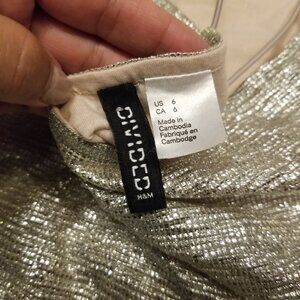 DIVIDED
H&M
US 6
CA 6
Made in
Cambodia
Fabriqué en
Cambodge